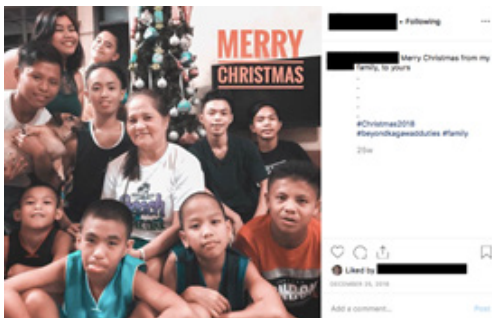 MERRY
CHRISTMAS
• Following
Merry Christmas from my
family, to yours
.
.
.
.
.
#Christmas2018
#beyondkagawadduties #family
25w
Liked by
DECEMBER 25, 2018
Add a comment...
Post